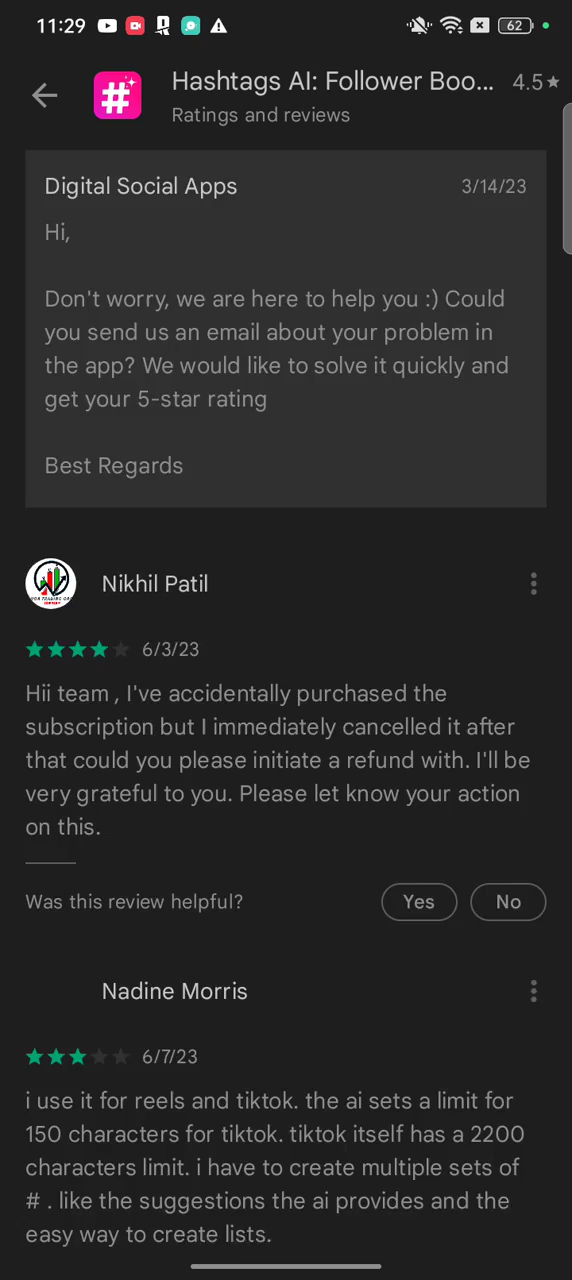 11:29
62
Hashtags AI: Follower Boo... 4.5★
Ratings and reviews
Digital Social Apps 3/14/23
Hi,
Don't worry, we are here to help you :) Could
you send us an email about your problem in
the app? We would like to solve it quickly and
get your 5-star rating
Best Regards
Nikhil Patil
6/3/23
Hii team , I've accidentally purchased the
subscription but I immediately cancelled it after
that could you please initiate a refund with. I'll be
very grateful to you. Please let know your action
on this.
Was this review helpful? Yes No
Nadine Morris
6/7/23
i use it for reels and tiktok. the ai sets a limit for
150 characters for tiktok. tiktok itself has a 2200
characters limit. i have to create multiple sets of
# . like the suggestions the ai provides and the
easy way to create lists.